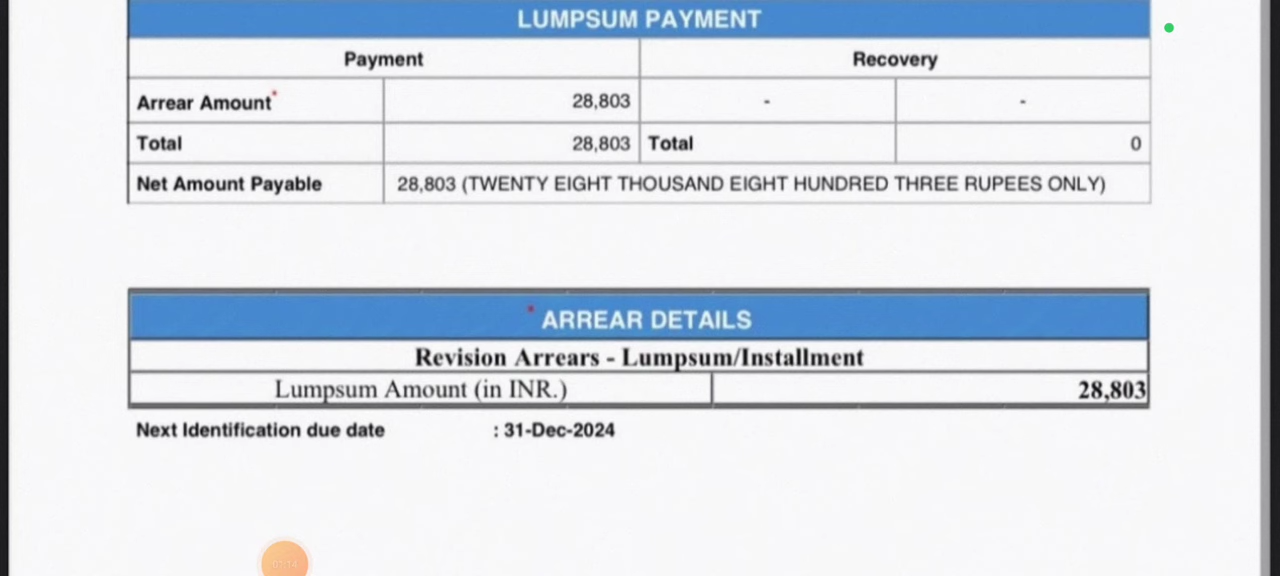 LUMPSUM PAYMENT
Payment Recovery
Arrear Amount* 28,803 - -
Total 28,803 Total 0
Net Amount Payable 28,803 (TWENTY EIGHT THOUSAND EIGHT HUNDRED THREE RUPEES ONLY)
* ARREAR DETAILS
Revision Arrears - Lumpsum/Installment
Lumpsum Amount (in INR.) 28,803
Next Identification due date : 31-Dec-2024